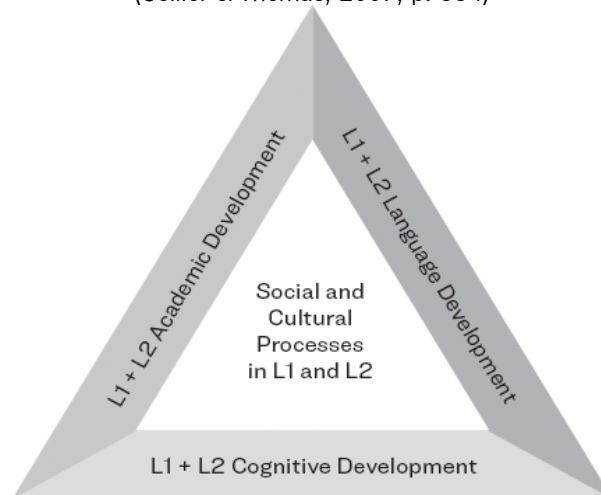 L1 + L2 Academic Development
L1 + L2 Language Development
Social and
Cultural
Processes
in L1 and L2
L1 + L2 Cognitive Development